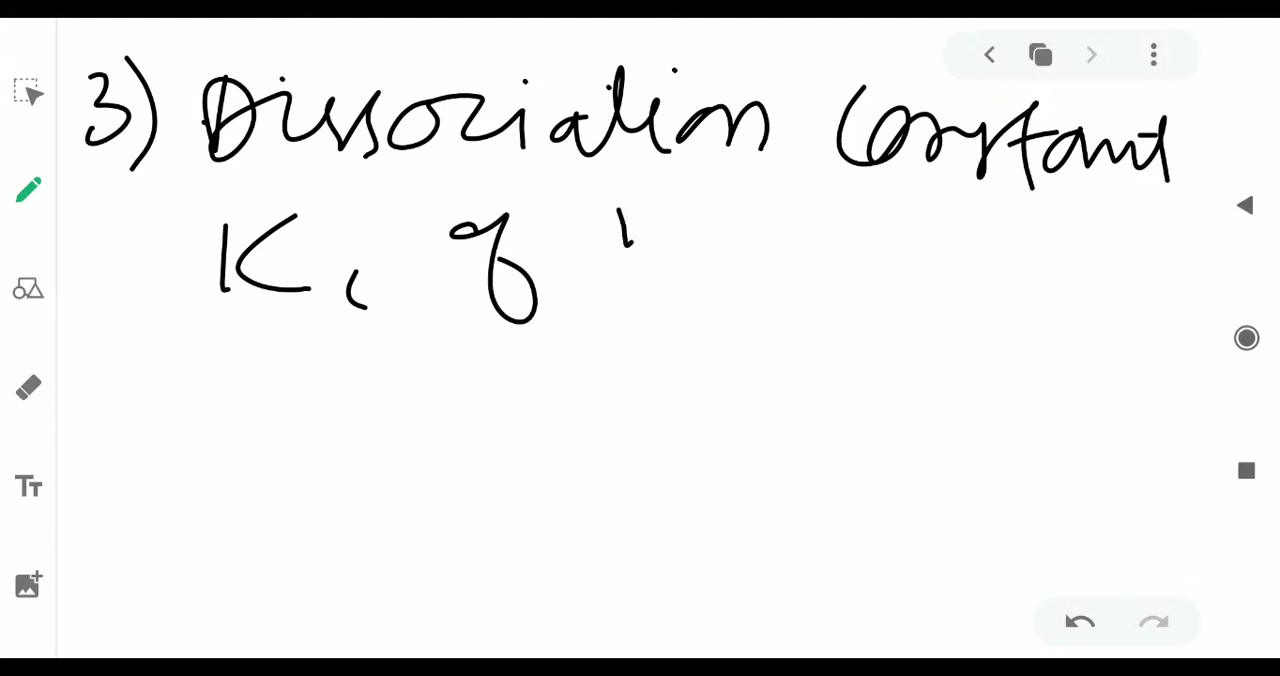 3) Dissociation Constant
K, of